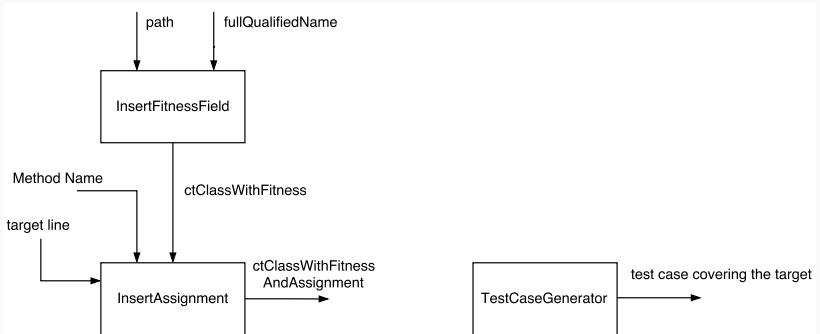 path
fullQualifiedName
InsertFitnessField
Method Name
ctClassWithFitness
target line
ctClassWithFitness
AndAssignment
InsertAssignment
TestCaseGenerator
test case covering the target